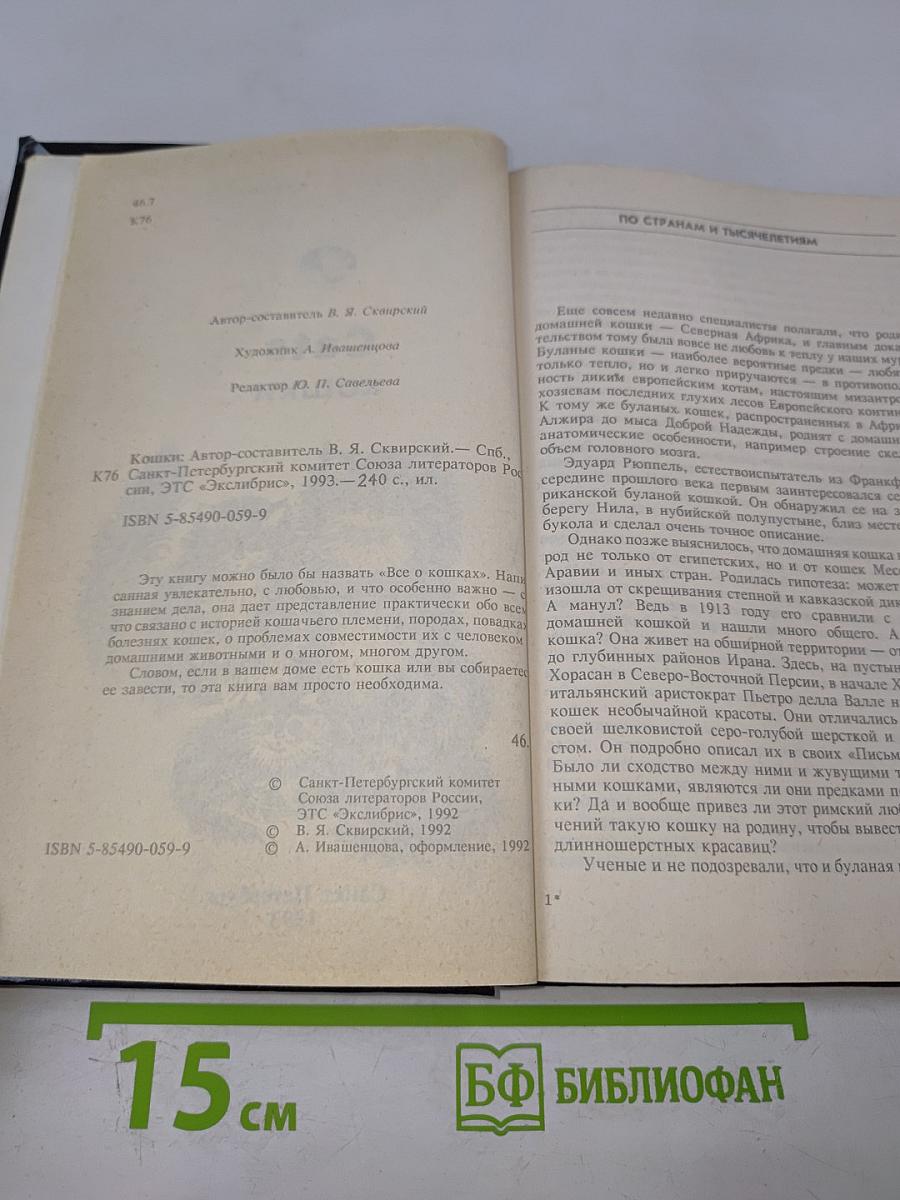 46.7
К76
Автор-составитель В. Я. Сквирский
Художник А. Ивашенцова
Редактор Ю. П. Савельева
Кошки: Автор-составитель В. Я. Сквирский.— Спб.,
К76 Санкт-Петербургский комитет Союза литераторов Рос
сии, ЭТС «Экслибрис», 1993.—240 с., ил.
ISBN 5-85490-059-9
Эту книгу можно было бы назвать «Все о кошках». Напи
санная увлекательно, с любовью, и что особенно важно — с
знанием дела, она дает представление практически обо всем
что связано с историей кошачьего племени, породах, повадках
болезнях кошек, о проблемах совместимости их с человеком
домашними животными и о многом, многом другом.
Словом, если в вашем доме есть кошка или вы собираетес
ее завести, то эта книга вам просто необходима.
46.
© Санкт-Петербургский комитет
Союза литераторов России,
ЭТС «Экслибрис», 1992
© В. Я. Сквирский, 1992
ISBN 5-85490-059-9 © А. Ивашенцова, оформление, 1992
ПО СТРАНАМ И ТЫСЯЧЕЛЕТИЯМ
Еще совсем недавно специалисты полагали, что роди
домашней кошки — Северная Африка, и главным дока
тельством тому была вовсе не любовь к теплу у наших му
Буланые кошки — наиболее вероятные предки — любя
только тепло, но и легко приручаются — в противопол
ность диким европейским котам, настоящим мизантро
хозяевам последних глухих лесов Европейского контин
К тому же буланых кошек, распространенных в Афри
Алжира до мыса Доброй Надежды, роднят с домашни
анатомические особенности, например строение ске
объем головного мозга.
Эдуард Рюппель, естествоиспытатель из Франкф
середине прошлого века первым заинтересовался се
риканской буланой кошкой. Он обнаружил ее на з
берегу Нила, в нубийской полупустыне, близ месте
букола и сделал очень точное описание.
Однако позже выяснилось, что домашняя кошка
род не только от египетских, но и от кошек Месо
Аравии и иных стран. Родилась гипотеза: может
изошла от скрещивания степной и кавказской дик
А манул? Ведь в 1913 году его сравнили с
домашней кошкой и нашли много общего. А
кошка? Она живет на обширной территории — от
до глубинных районов Ирана. Здесь, на пустын
Хорасан в Северо-Восточной Персии, в начале X
итальянский аристократ Пьетро делла Валле н
кошек необычайной красоты. Они отличались
своей шелковистой серо-голубой шерсткой и
стом. Он подробно описал их в своих «Письм
Было ли сходство между ними и живущими т
ными кошками, являются ли они предками п
ки? Да и вообще привез ли этот римский лю
чений такую кошку на родину, чтобы вывест
длинношерстных красавиц?
Ученые и не подозревали, что и буланая
1*
15 см
БФ БИБЛИОФАН